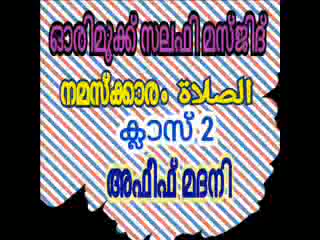 ഓരിമുക്ക് സലഫി മസ്ജിദ്
നമസ്ക്കാരം الصلاة
ക്ലാസ് 2
അഫീഫ് മദനി